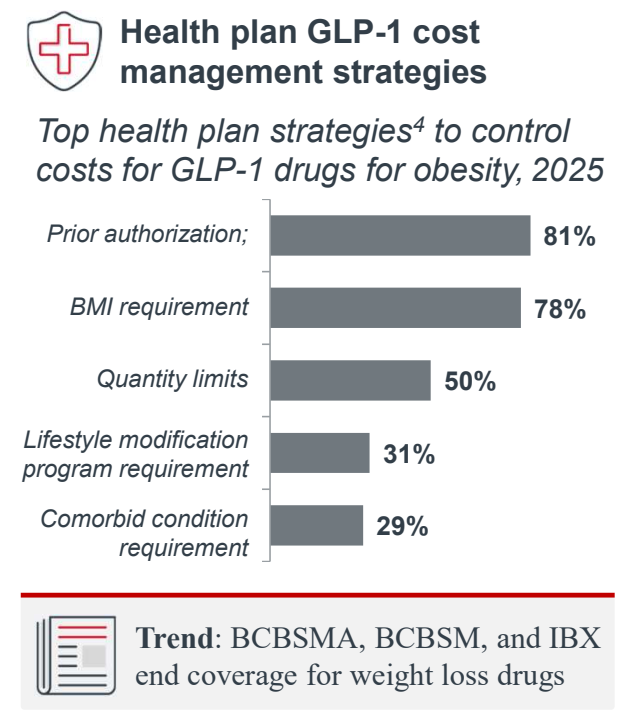 Health plan GLP-1 cost
management strategies
Top health plan strategies⁴ to control
costs for GLP-1 drugs for obesity, 2025
Prior authorization;
81%
BMI requirement
78%
Quantity limits
50%
Lifestyle modification
program requirement
31%
Comorbid condition
requirement
29%
Trend: BCBSMA, BCBSM, and IBX
end coverage for weight loss drugs